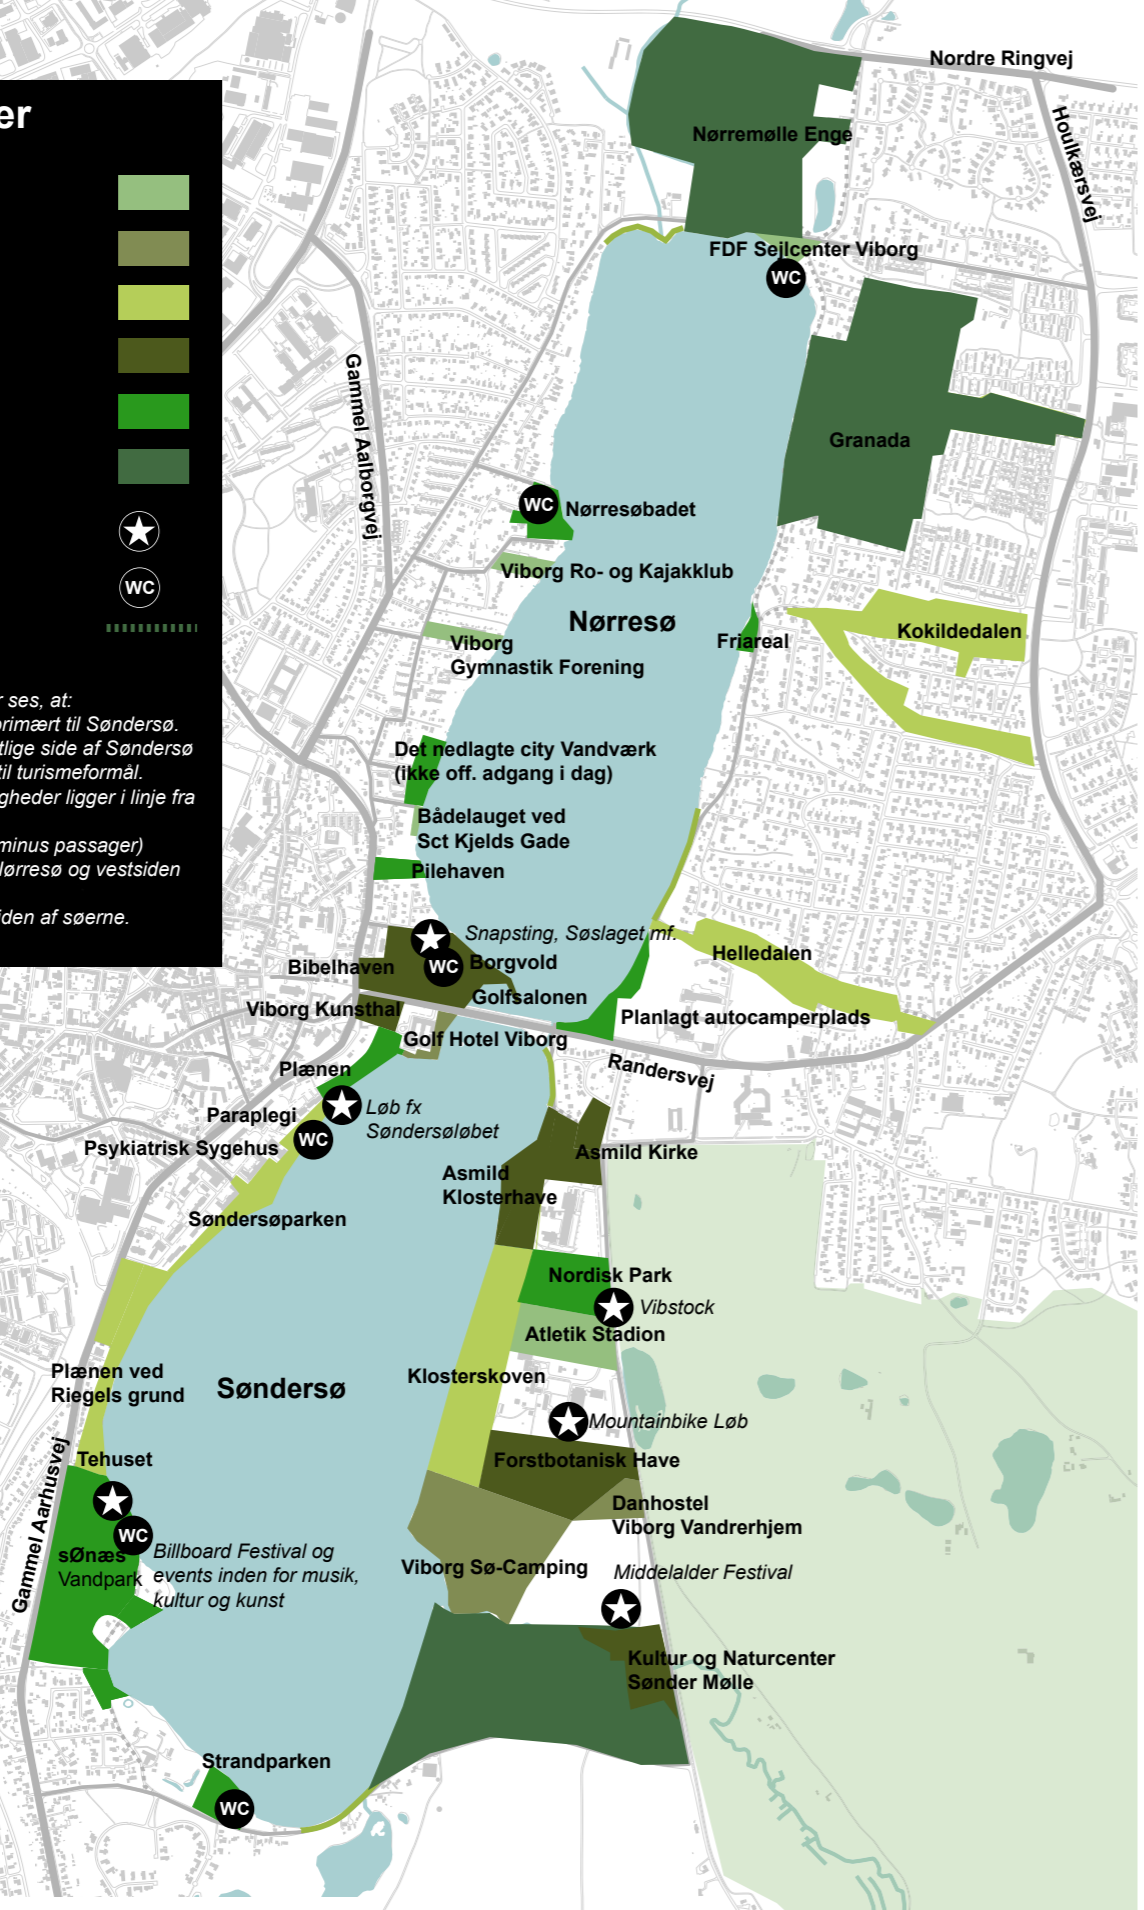 er
WC
r ses, at:
primært til Søndersø.
tlige side af Søndersø
til turismeformål.
gheder ligger i linje fra
minus passager)
lørresø og vestsiden
iden af søerne.
Nordre Ringvej
Houlkærsvej
Nørremølle Enge
FDF Sejlcenter Viborg
WC
Gammel Aalborgvej
Granada
WC
Nørresøbadet
Viborg Ro- og Kajakklub
Nørresø
Friareal
Kokildedalen
Viborg
Gymnastik Forening
Det nedlagte city Vandværk
(ikke off. adgang i dag)
Bådelauget ved
Sct Kjelds Gade
Pilehaven
Snapsting, Søslaget mf.
Helledalen
Bibelhaven
WC
Borgvold
Golfsalonen
Viborg Kunsthal
Planlagt autocamperplads
Golf Hotel Viborg
Randersvej
Plænen
Paraplegi
Løb fx
Søndersøløbet
WC
Psykiatrisk Sygehus
Asmild Kirke
Asmild
Klosterhave
Søndersøparken
Nordisk Park
Vibstock
Atletik Stadion
Plænen ved
Riegels grund
Søndersø
Klosterskoven
Mountainbike Løb
Gammel Aarhusvej
Tehuset
Forstbotanisk Have
Danhostel
Viborg Vandrerhjem
WC
sØnæs
Vandpark
Billboard Festival og
events inden for musik,
kultur og kunst
Viborg Sø-Camping
Middelalder Festival
Kultur og Naturcenter
Sønder Mølle
Strandparken
WC